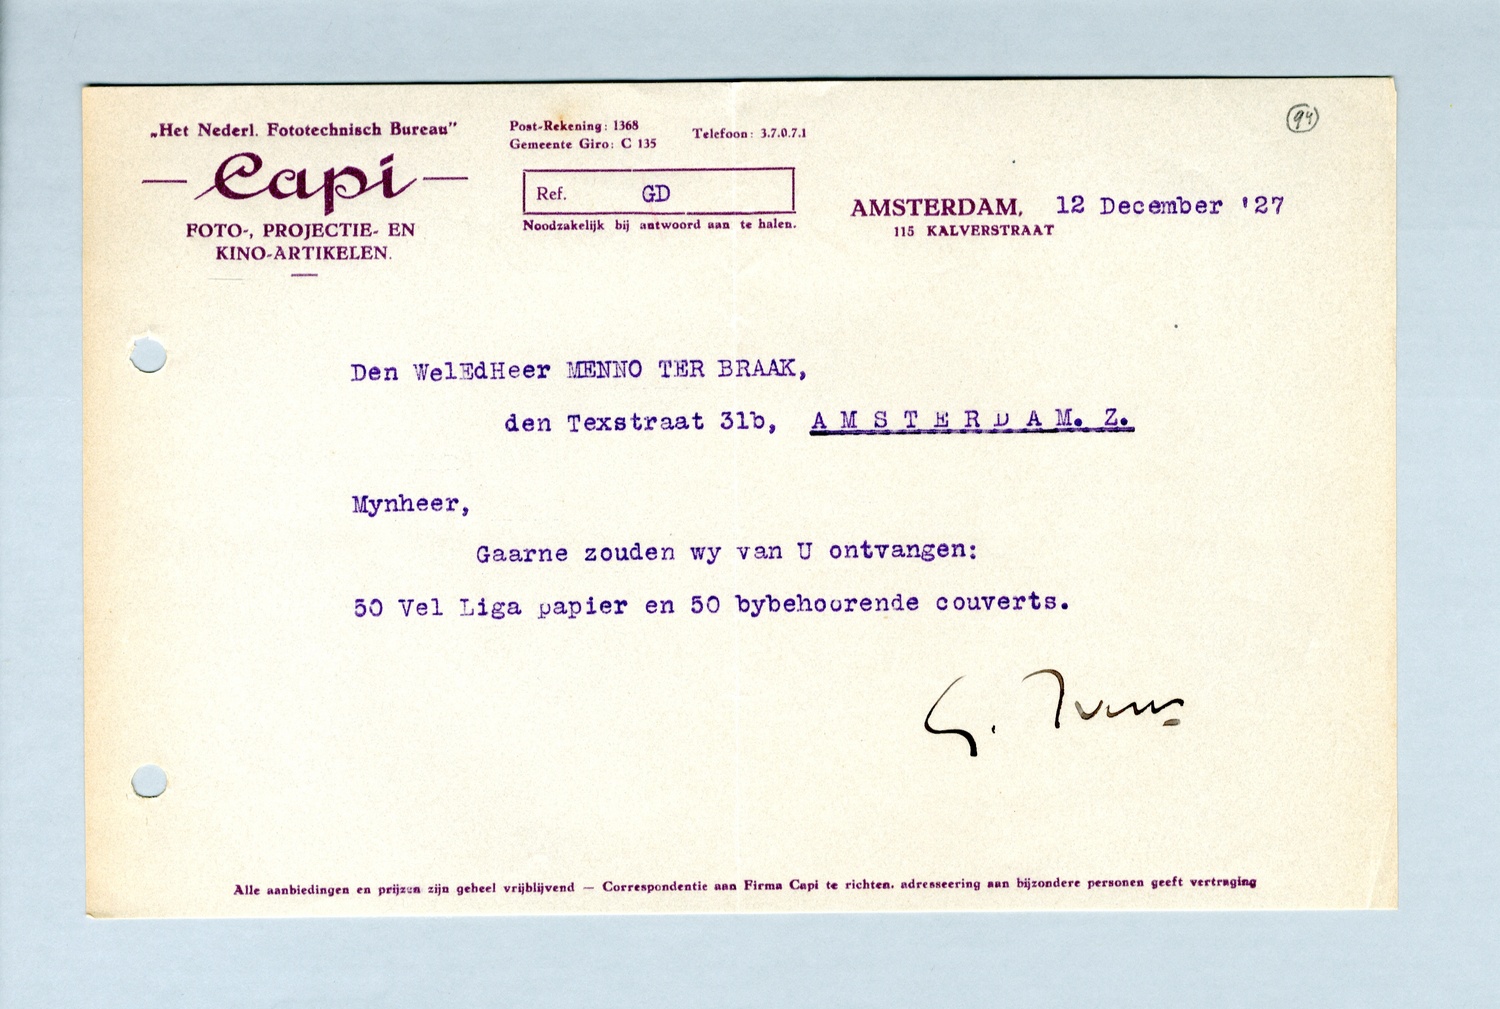 „Het Nederl. Fototechnisch Bureau”
Capi
FOTO-, PROJECTIE- EN
KINO-ARTIKELEN.
Post-Rekening: 1368
Gemeente Giro: C 135
Telefoon: 3.7.0.7.1
Ref. GD
Noodzakelijk bij antwoord aan te halen.
94
AMSTERDAM, 12 December '27
115 KALVERSTRAAT
Den WelEdHeer MENNO TER BRAAK,
den Texstraat 31b, A M S T E R D A M. Z.
Mynheer,
Gaarne zouden wy van U ontvangen:
50 Vel Liga papier en 50 bybehoorende couverts.
G. Ivens
Alle aanbiedingen en prijzen zijn geheel vrijblijvend — Correspondentie aan Firma Capi te richten. adresseering aan bijzondere personen geeft vertraging